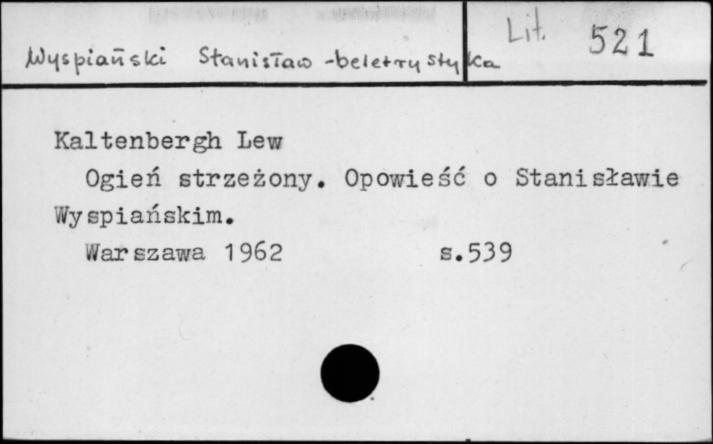 Wyspiański Stanisław - beletrystyka
Lit. 521
Kaltenbergh Lew
Ogień strzeżony. Opowieść o Stanisławie
Wyspiańskim.
Warszawa 1962 s.539